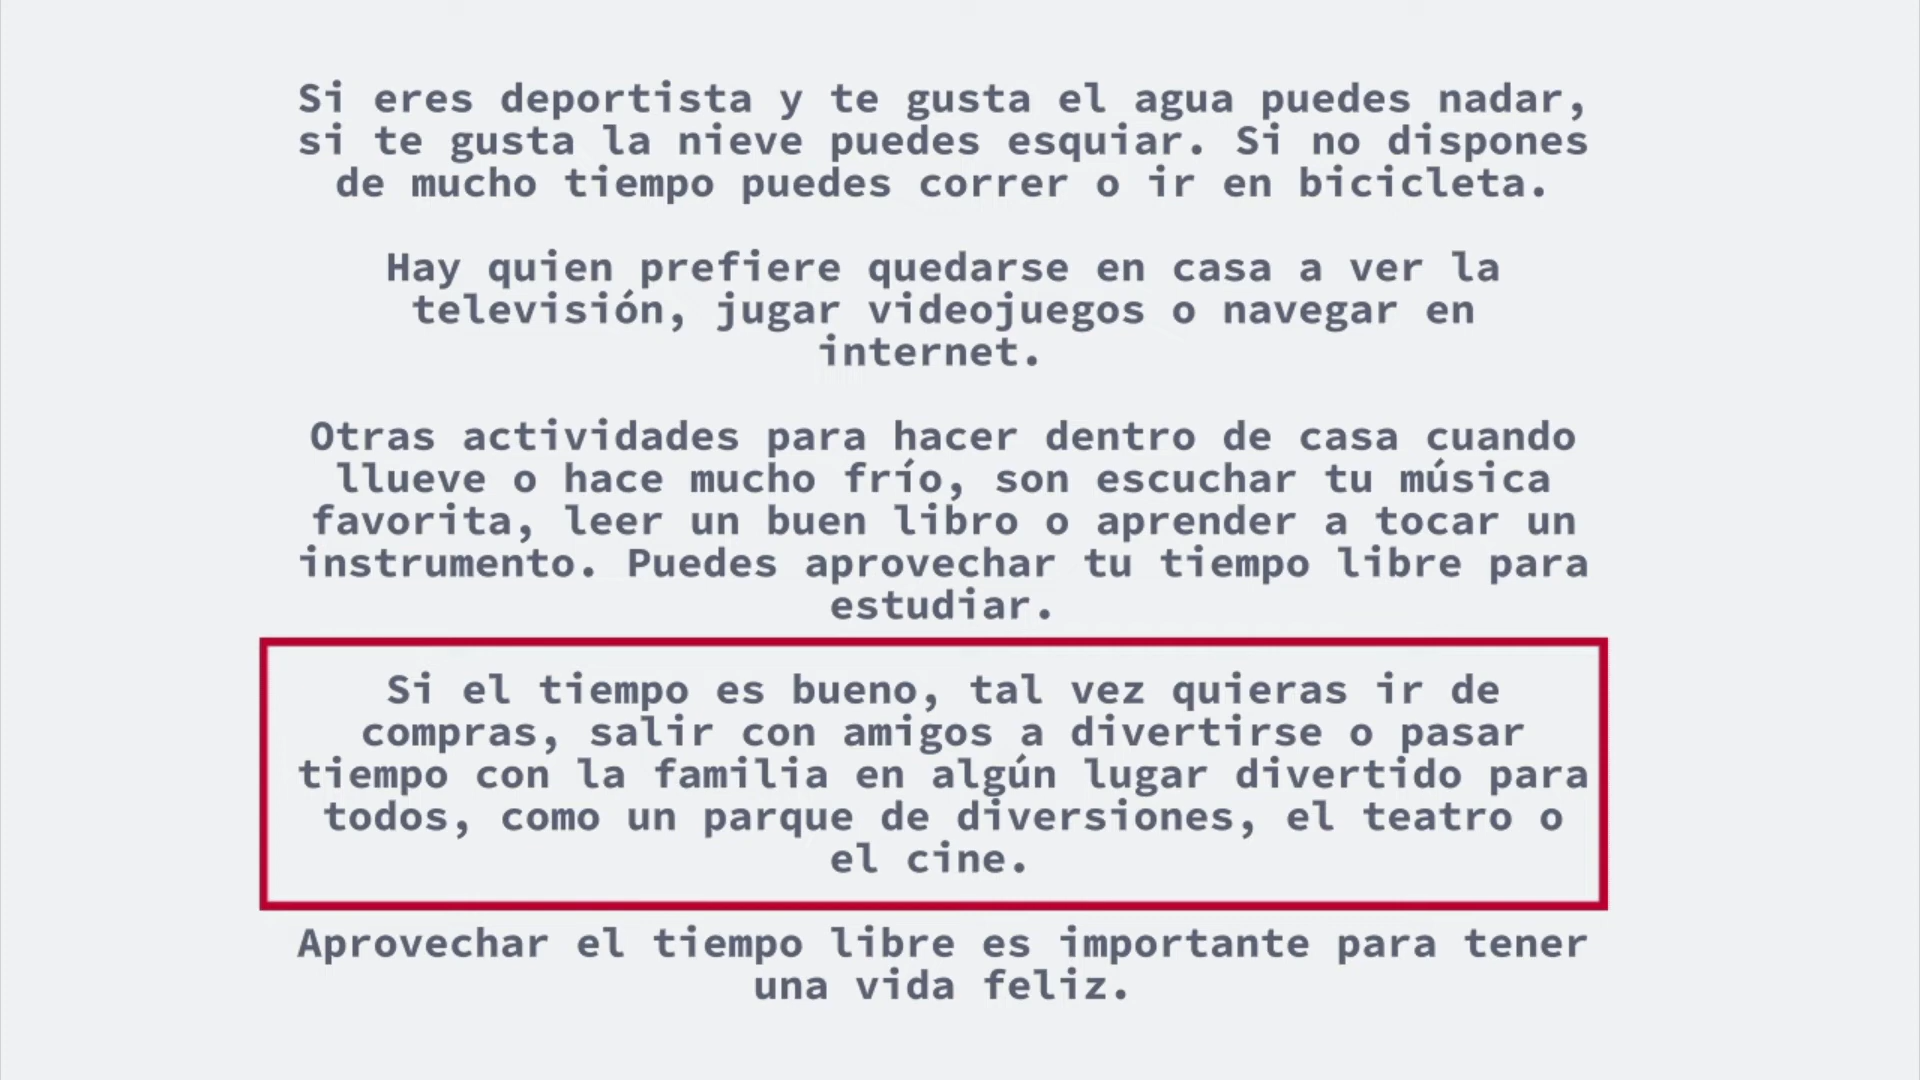 Si eres deportista y te gusta el agua puedes nadar,
si te gusta la nieve puedes esquiar. Si no dispones
de mucho tiempo puedes correr o ir en bicicleta.
Hay quien prefiere quedarse en casa a ver la
televisión, jugar videojuegos o navegar en
internet.
Otras actividades para hacer dentro de casa cuando
llueve o hace mucho frío, son escuchar tu música
favorita, leer un buen libro o aprender a tocar un
instrumento. Puedes aprovechar tu tiempo libre para
estudiar.
Si el tiempo es bueno, tal vez quieras ir de
compras, salir con amigos a divertirse o pasar
tiempo con la familia en algún lugar divertido para
todos, como un parque de diversiones, el teatro o
el cine.
Aprovechar el tiempo libre es importante para tener
una vida feliz.